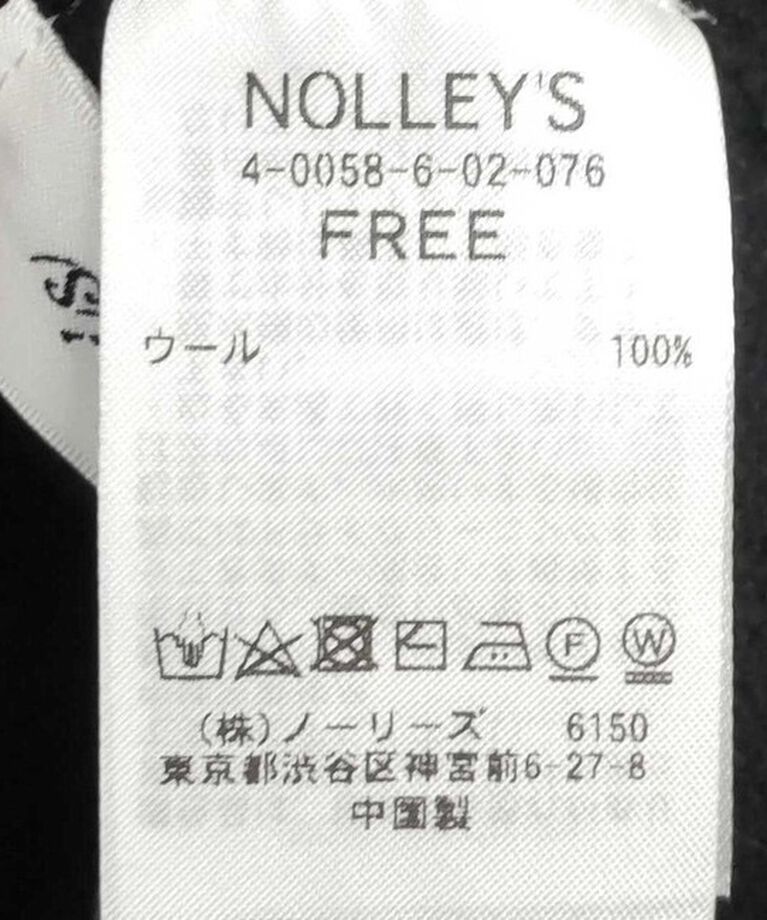 NOLLEY'S
4-0058-6-02-076
FREE
ウール 100%
F W
(株)ノーリーズ 6150
東京都渋谷区神宮前6-27-8
中国製